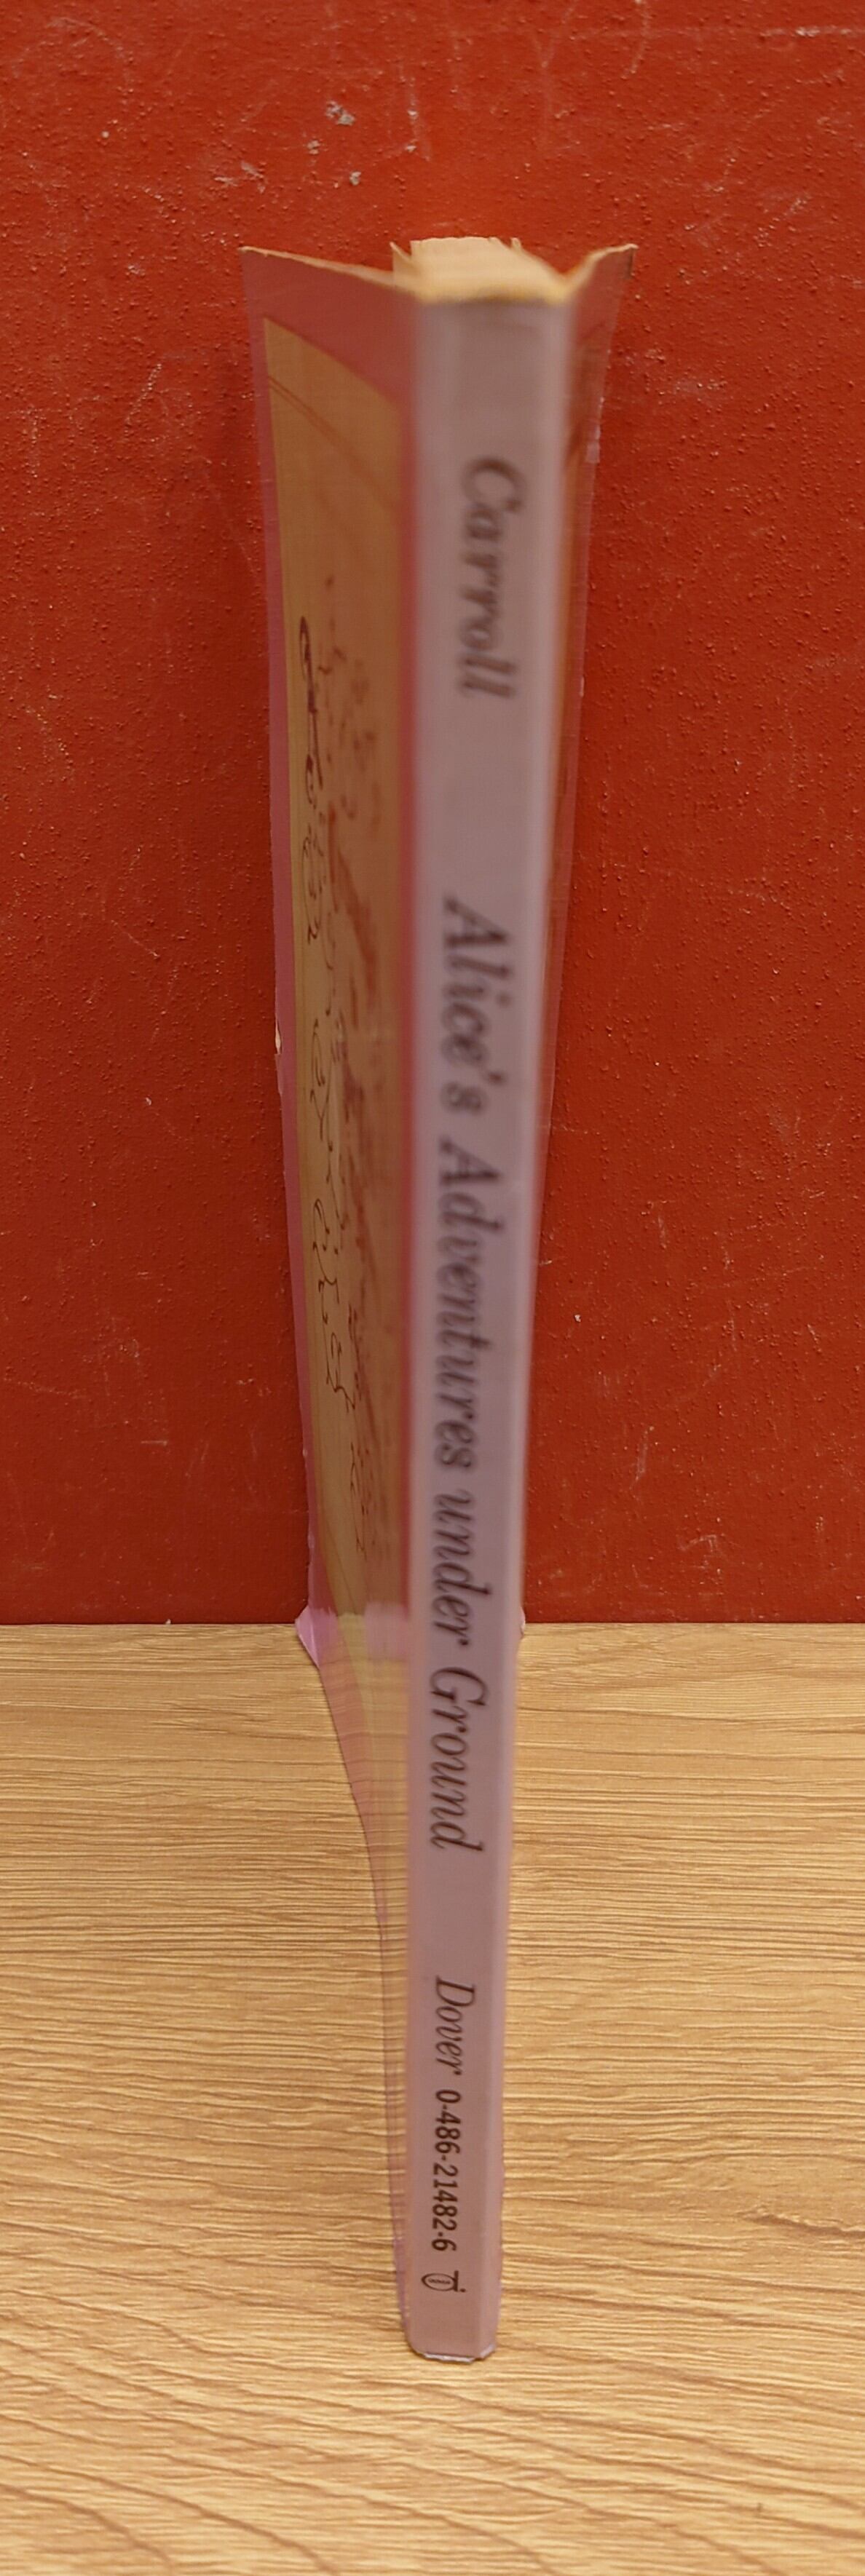 Carroll
Alice's Adventures under Ground
Dover 0-486-21482-6